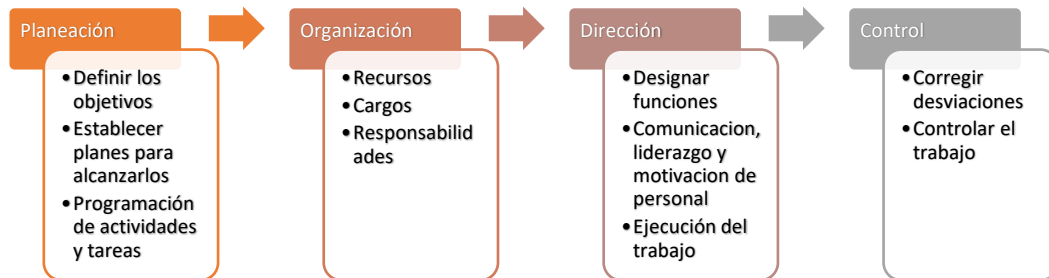 Planeación
• Definir los
objetivos
• Establecer
planes para
alcanzarlos
• Programación
de actividades
y tareas
Organización
• Recursos
• Cargos
• Responsabilid
ades
Dirección
• Designar
funciones
• Comunicacion,
liderazgo y
motivacion de
personal
• Ejecución del
trabajo
Control
• Corregir
desviaciones
• Controlar el
trabajo